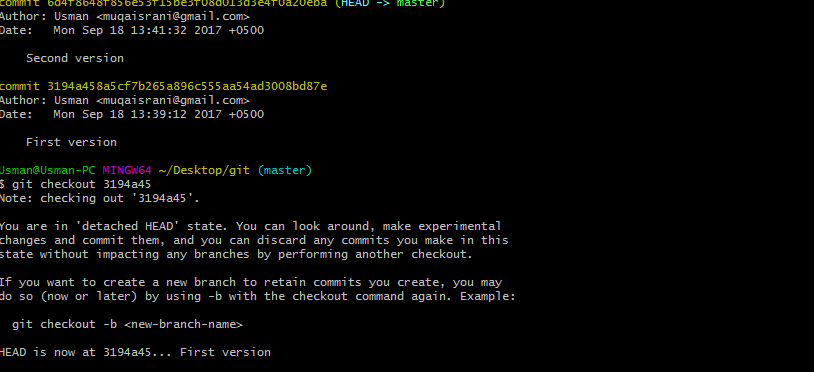 commit 6d4f8648f856e53f15be3f08d013d3e4f0a20eba (HEAD -> master)
Author: Usman <muqaisrani@gmail.com>
Date:   Mon Sep 18 13:41:32 2017 +0500
Second version
commit 3194a458a5cf7b265a896c555aa54ad3008bd87e
Author: Usman <muqaisrani@gmail.com>
Date:   Mon Sep 18 13:39:12 2017 +0500
First version
Usman@Usman-PC MINGW64 ~/Desktop/git (master)
$ git checkout 3194a45
Note: checking out '3194a45'.
You are in 'detached HEAD' state. You can look around, make experimental
changes and commit them, and you can discard any commits you make in this
state without impacting any branches by performing another checkout.
If you want to create a new branch to retain commits you create, you may
do so (now or later) by using -b with the checkout command again. Example:
git checkout -b <new-branch-name>
HEAD is now at 3194a45... First version